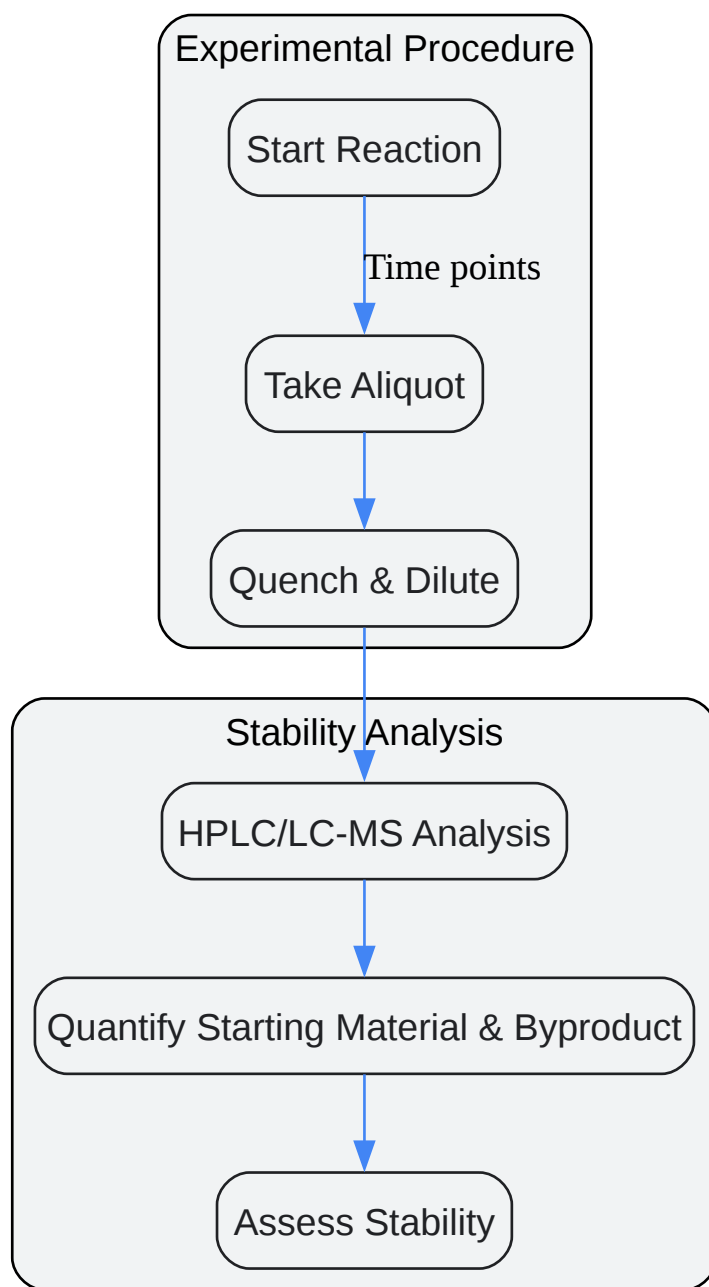 Experimental Procedure
Start Reaction
Time points
Take Aliquot
Quench & Dilute
Stability Analysis
HPLC/LC-MS Analysis
Quantify Starting Material & Byproduct
Assess Stability